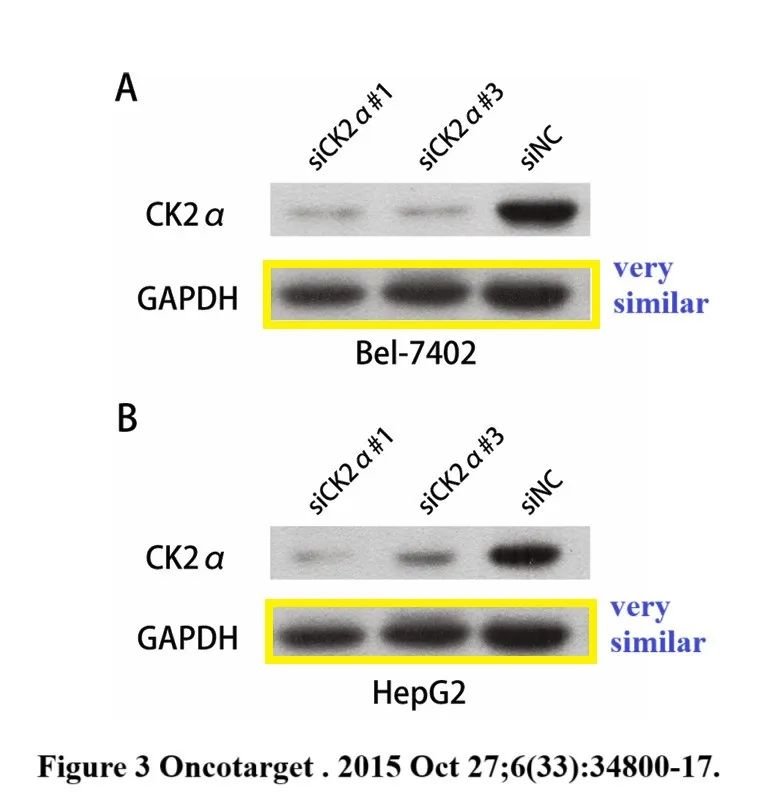 A
siCK2α#1 siCK2α#3 siNC
CK2α
GAPDH
very
similar
Bel-7402
B
siCK2α#1 siCK2α#3 siNC
CK2α
GAPDH
very
similar
HepG2
Figure 3 Oncotarget . 2015 Oct 27;6(33):34800-17.